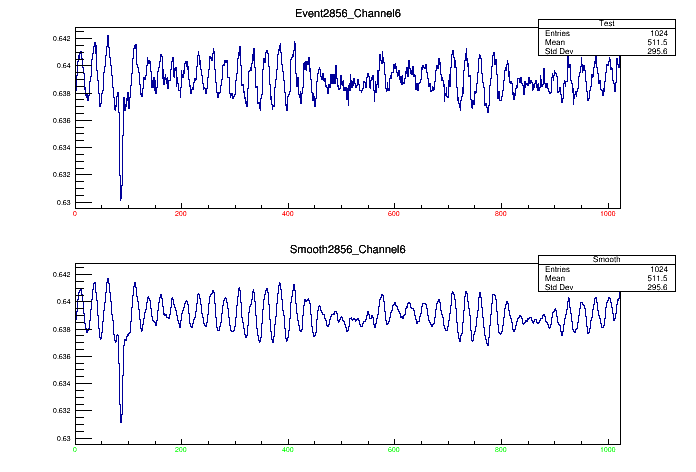 Event2856_Channel6
Test
Entries 1024
Mean 511.5
Std Dev 295.6
0.642
0.64
0.638
0.636
0.634
0.632
0.63
0 200 400 600 800 1000
Smooth2856_Channel6
Smooth
Entries 1024
Mean 511.5
Std Dev 295.6
0.642
0.64
0.638
0.636
0.634
0.632
0.63
0 200 400 600 800 1000